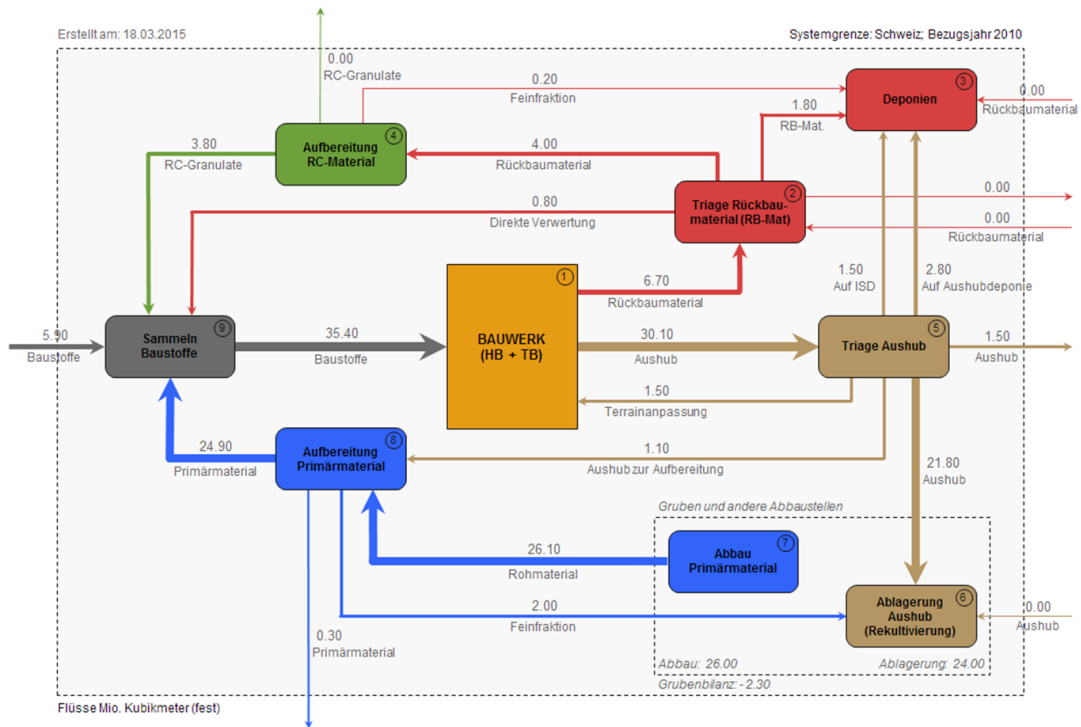 Erstellt am: 18.03.2015
Systemgrenze: Schweiz; Bezugsjahr 2010
0.00
RC-Granulate
0.20
Feinfraktion
3
Deponien
0.00
Rückbaumaterial
1.80
RB-Mat.
3.80
RC-Granulate
4
Aufbereitung
RC-Material
4.00
Rückbaumaterial
2
Triage Rückbau-
material (RB-Mat)
0.00
0.00
Rückbaumaterial
0.80
Direkte Verwertung
1
BAUWERK
(HB + TB)
6.70
Rückbaumaterial
1.50
Auf ISD
2.80
Auf Aushubdeponie
5.90
Baustoffe
9
Sammeln
Baustoffe
35.40
Baustoffe
30.10
Aushub
5
Triage Aushub
1.50
Aushub
1.50
Terrainanpassung
24.90
Primärmaterial
8
Aufbereitung
Primärmaterial
1.10
Aushub zur Aufbereitung
21.80
Aushub
Gruben und andere Abbaustellen
26.10
Rohmaterial
7
Abbau
Primärmaterial
2.00
Feinfraktion
6
Ablagerung
Aushub
(Rekultivierung)
0.00
Aushub
0.30
Primärmaterial
Abbau: 26.00
Ablagerung: 24.00
Grubenbilanz: - 2.30
Flüsse Mio. Kubikmeter (fest)